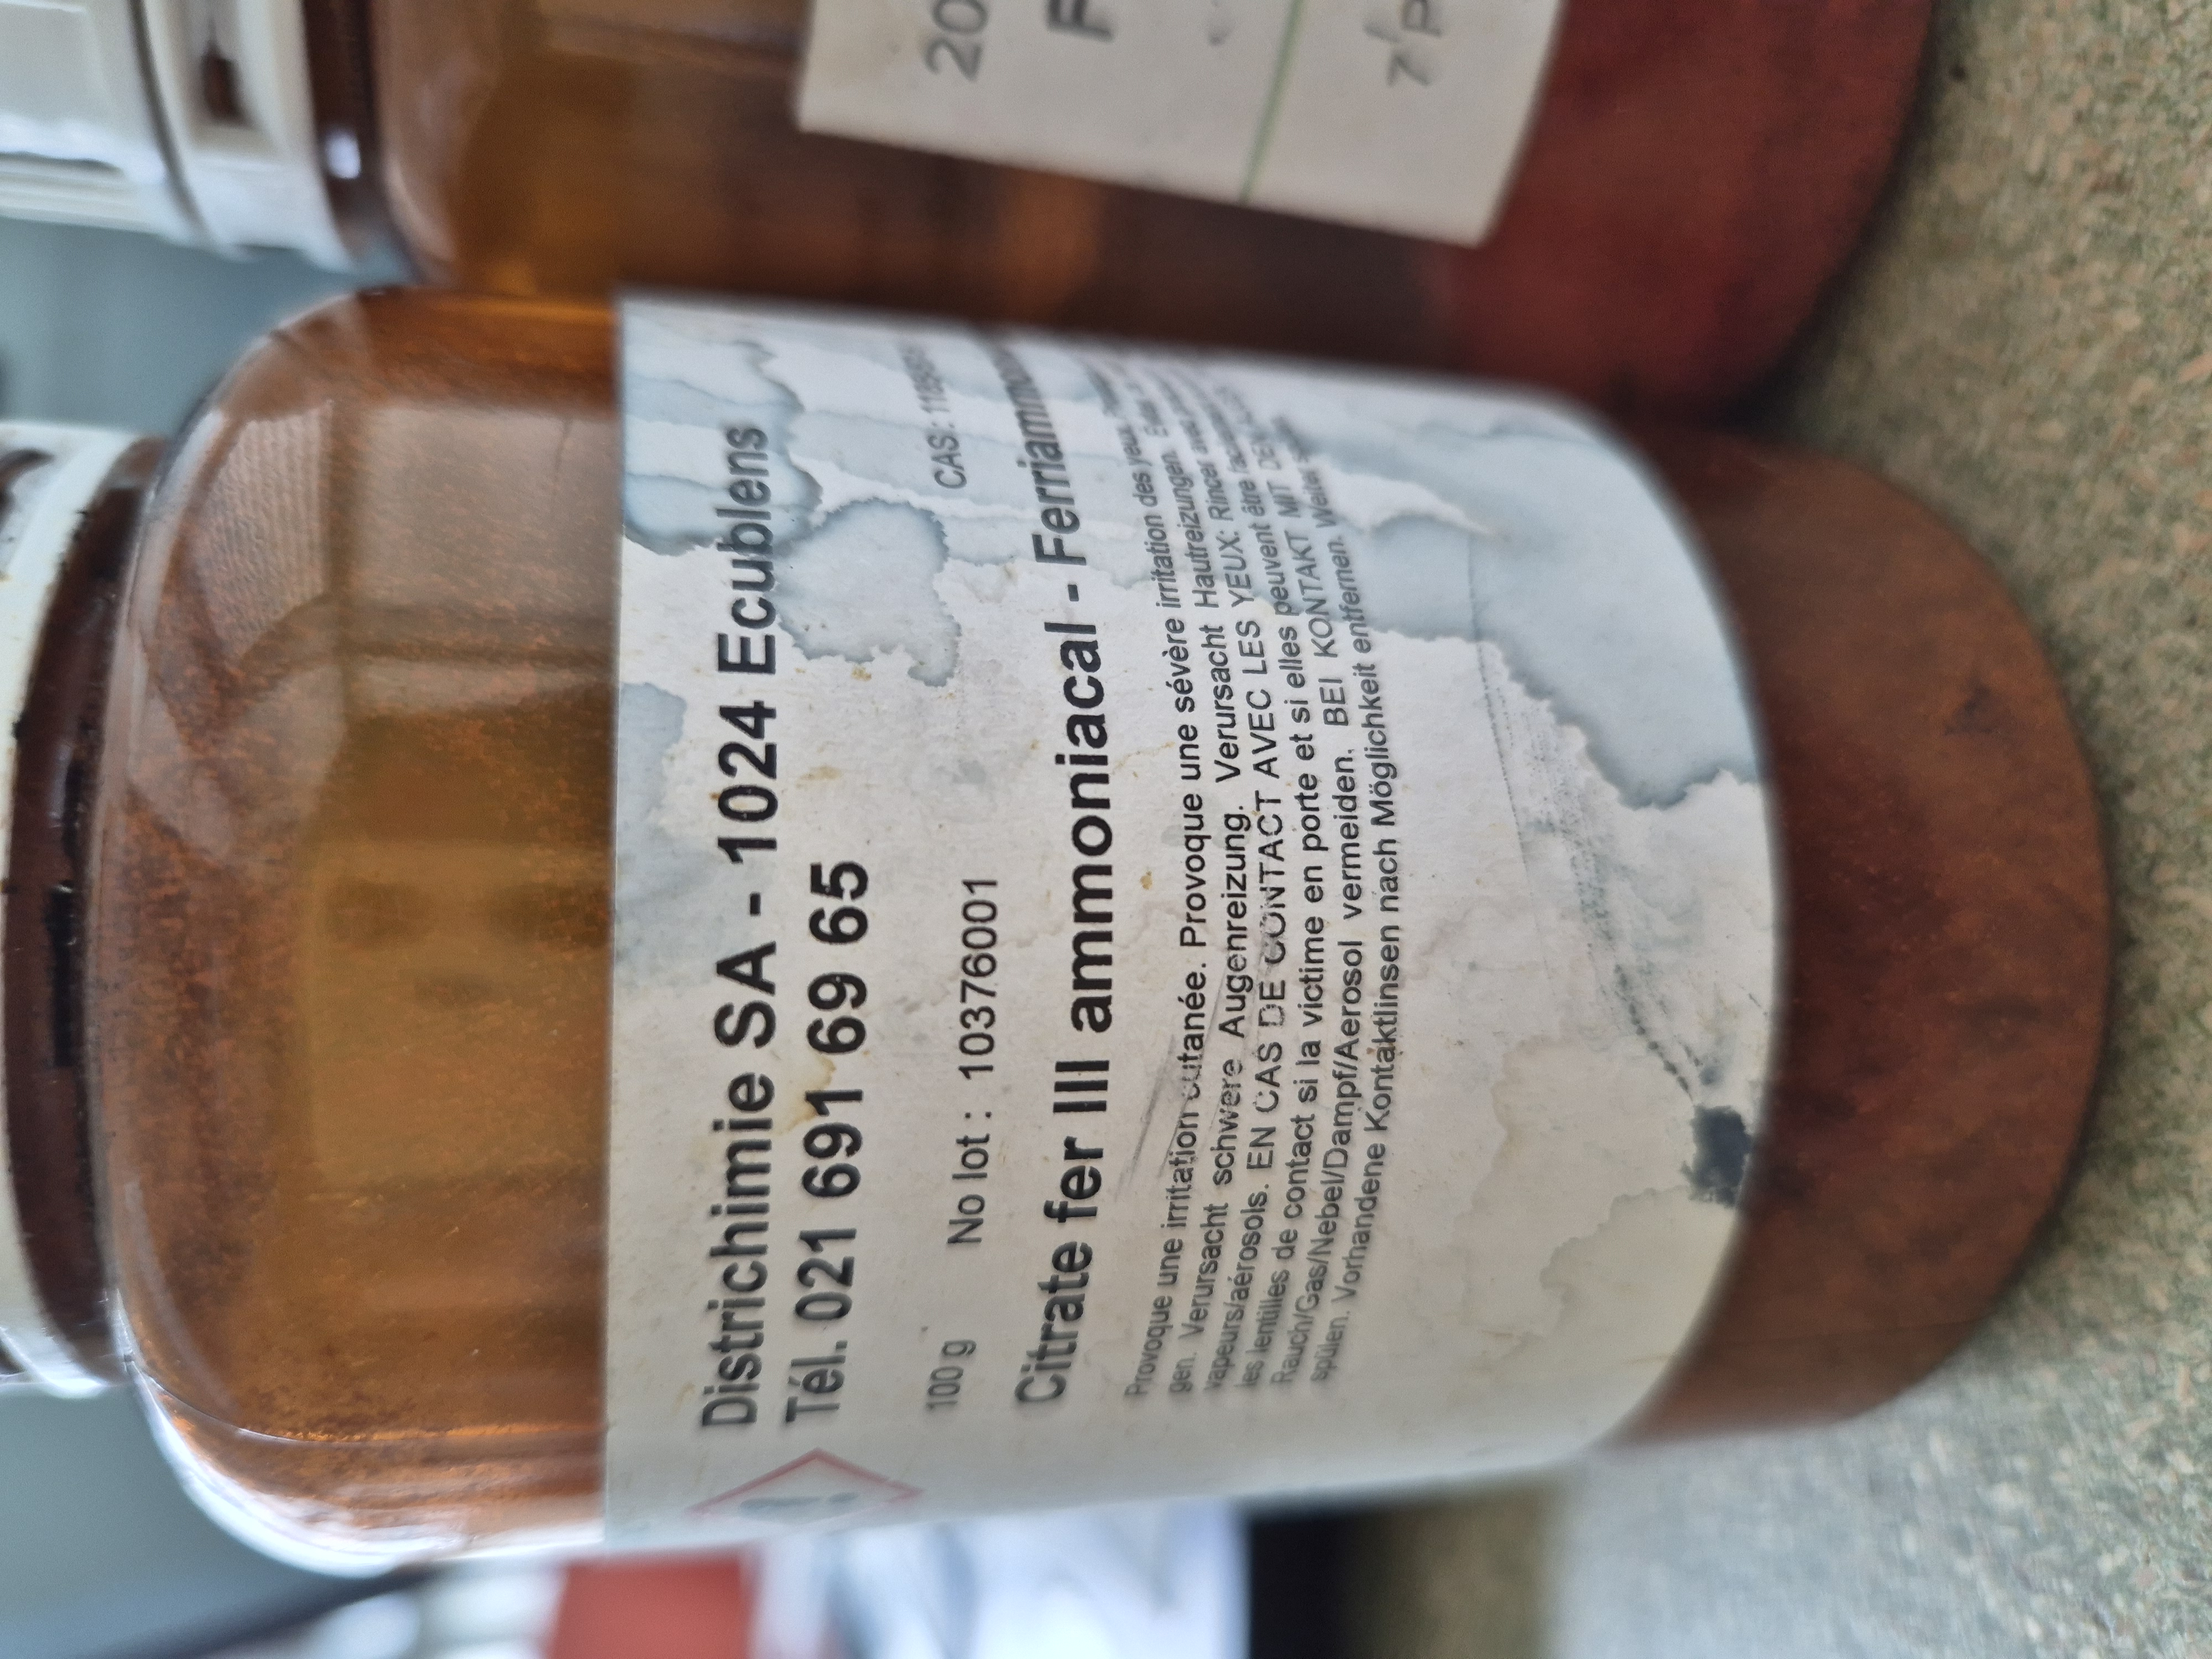 Districhimie SA - 1024 Ecublens
Tél. 021 691 69 65
100 g No lot : 10376001 CAS:
Citrate fer III ammoniacal -
Provoque une irritation cutanée. Provoque une sévère irritation des yeux.
gen. Verursacht schwere Augenreizung. Verursacht Hautreizungen.
vapeurs/aérosols. EN CAS DE CONTACT AVEC LES YEUX: Rincer
les lentilles de contact si la victime en porte et si elles peuvent être
Rauch/Gas/Nebel/Dampf/Aerosol vermeiden. BEI KONTAKT MIT DEN
spülen. Vorhandene Kontaktlinsen nach Möglichkeit entfernen. Weiter
20
F